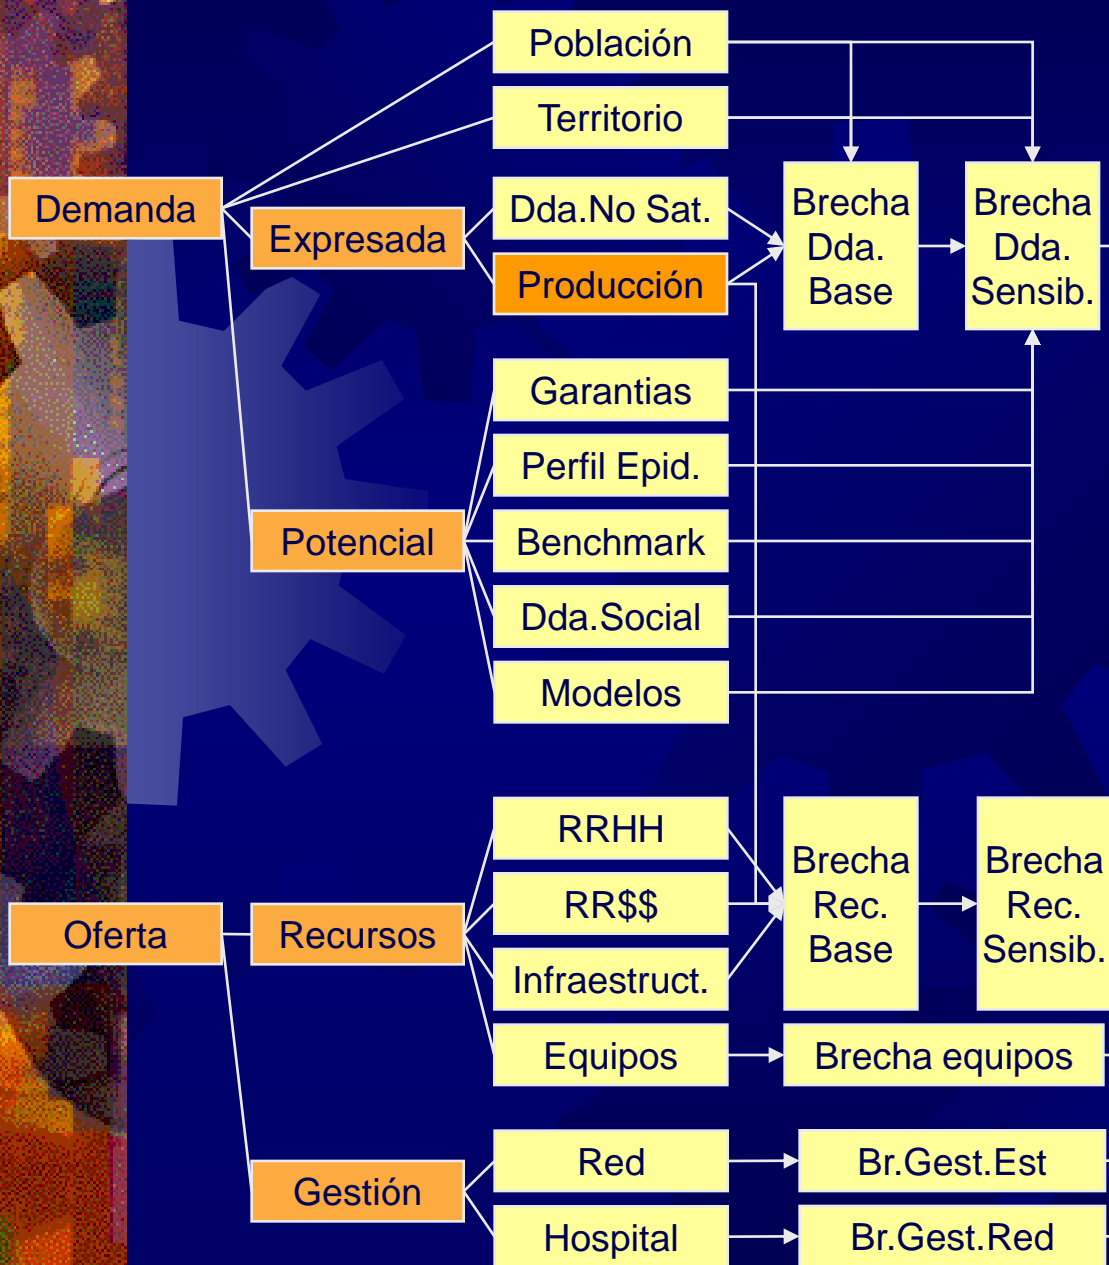 Población
Territorio
Demanda
Expresada
Dda.No Sat.
Producción
Brecha
Dda.
Base
Brecha
Dda.
Sensib.
Potencial
Garantias
Perfil Epid.
Benchmark
Dda.Social
Modelos
Oferta
Recursos
RRHH
RR$$
Infraestruct.
Equipos
Brecha
Rec.
Base
Brecha
Rec.
Sensib.
Brecha equipos
Gestión
Red
Hospital
Br.Gest.Est
Br.Gest.Red